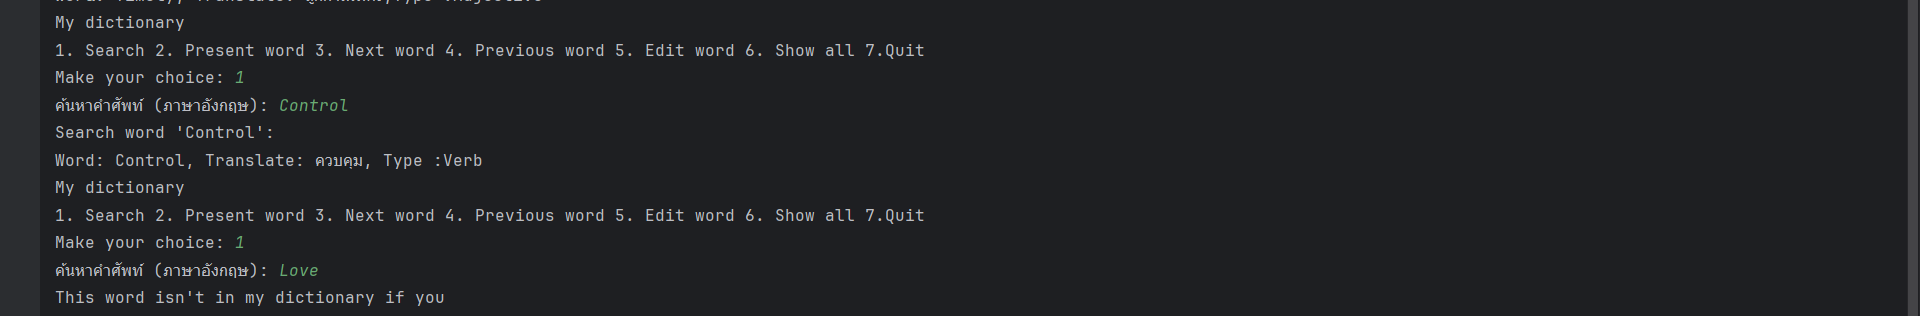 My dictionary
1. Search 2. Present word 3. Next word 4. Previous word 5. Edit word 6. Show all 7.Quit
Make your choice: 1
ค้นหาคำศัพท์ (ภาษาอังกฤษ): Control
Search word 'Control':
Word: Control, Translate: ควบคุม, Type :Verb
My dictionary
1. Search 2. Present word 3. Next word 4. Previous word 5. Edit word 6. Show all 7.Quit
Make your choice: 1
ค้นหาคำศัพท์ (ภาษาอังกฤษ): Love
This word isn't in my dictionary if you